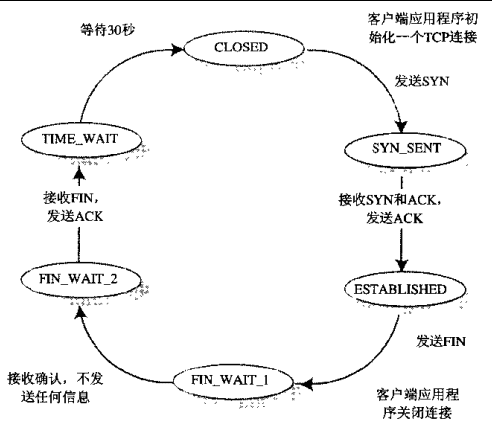 等待30秒
客户端应用程序初
始化一个TCP连接
CLOSED
发送SYN
TIME_WAIT
SYN_SENT
接收FIN,
发送ACK
接收SYN和ACK,
发送ACK
FIN_WAIT_2
ESTABLISHED
发送FIN
接收确认，不发
送任何信息
FIN_WAIT_1
客户端应用程
序关闭连接